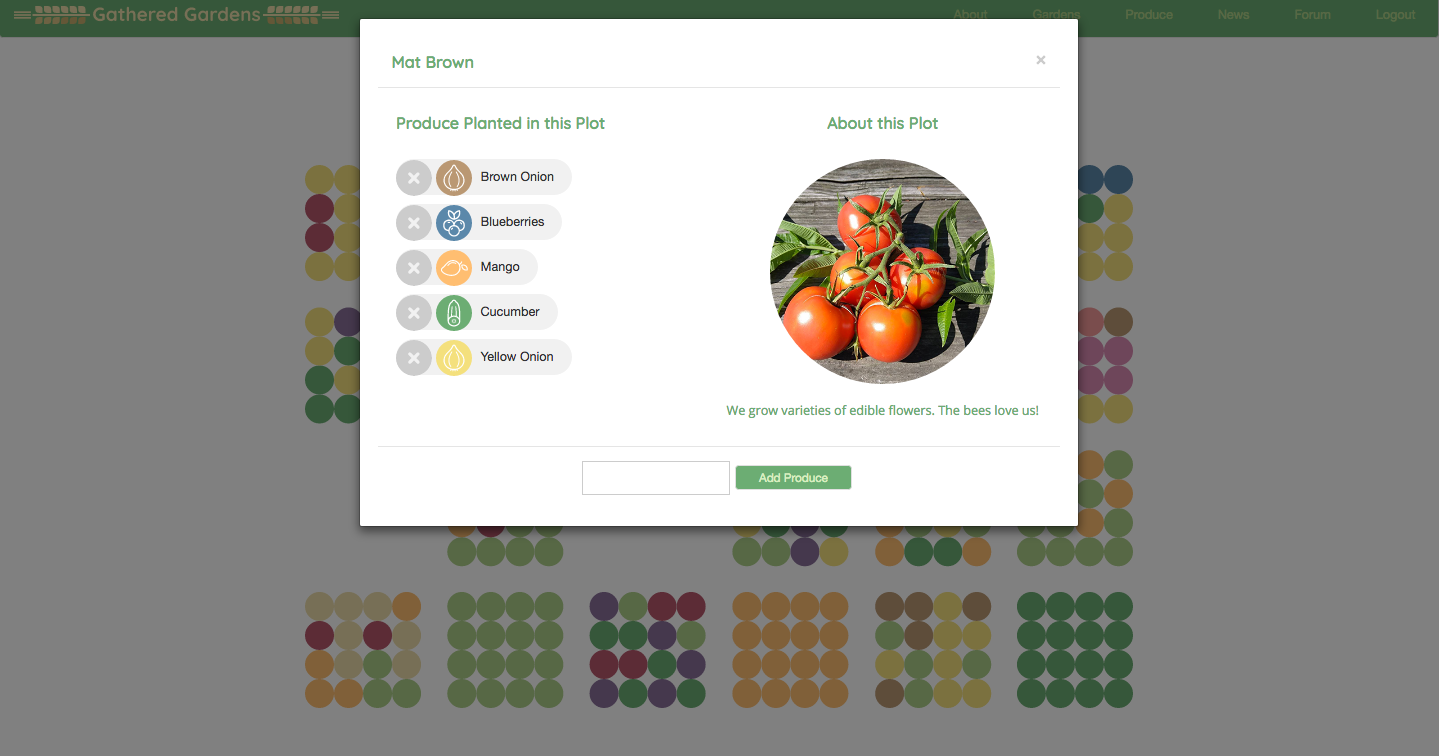 Gathered Gardens
About Gardens Produce News Forum Logout
Mat Brown
×
Produce Planted in this Plot
About this Plot
Brown Onion
Blueberries
Mango
Cucumber
Yellow Onion
We grow varieties of edible flowers. The bees love us!
Add Produce